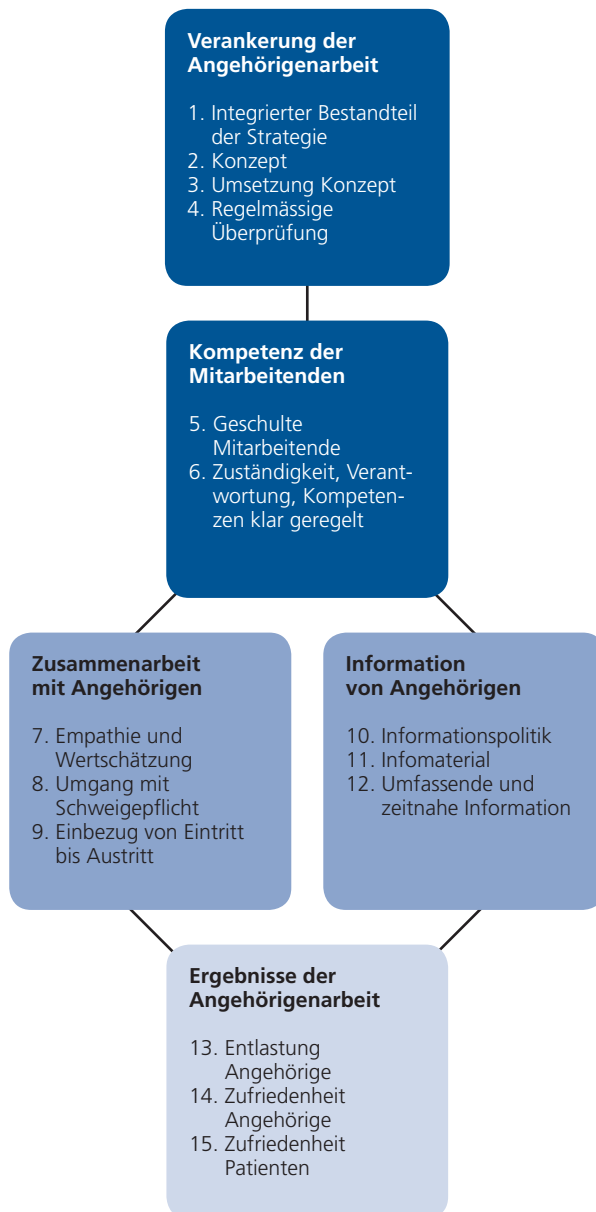 Verankerung der
Angehörigenarbeit
1. Integrierter Bestandteil
der Strategie
2. Konzept
3. Umsetzung Konzept
4. Regelmässige
Überprüfung
Kompetenz der
Mitarbeitenden
5. Geschulte
Mitarbeitende
6. Zuständigkeit, Verant-
wortung, Kompeten-
zen klar geregelt
Zusammenarbeit
mit Angehörigen
7. Empathie und
Wertschätzung
8. Umgang mit
Schweigepflicht
9. Einbezug von Eintritt
bis Austritt
Information
von Angehörigen
10. Informationspolitik
11. Infomaterial
12. Umfassende und
zeitnahe Information
Ergebnisse der
Angehörigenarbeit
13. Entlastung
Angehörige
14. Zufriedenheit
Angehörige
15. Zufriedenheit
Patienten